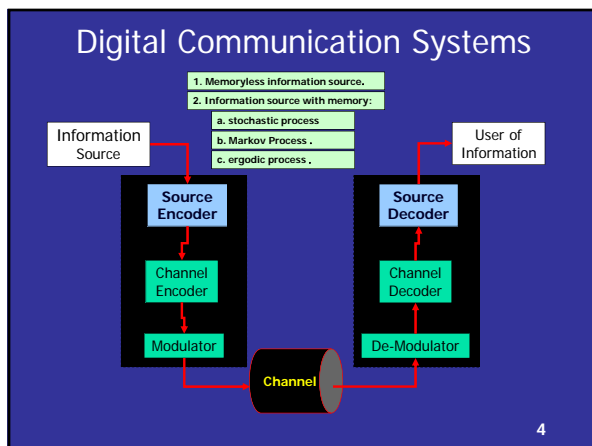 Digital Communication Systems
1. Memoryless information source.
2. Information source with memory:
a. stochastic process
b. Markov Process .
c. ergodic process .
Information
Source
User of
Information
Source
Encoder
Source
Decoder
Channel
Encoder
Channel
Decoder
Modulator
De-Modulator
Channel
4